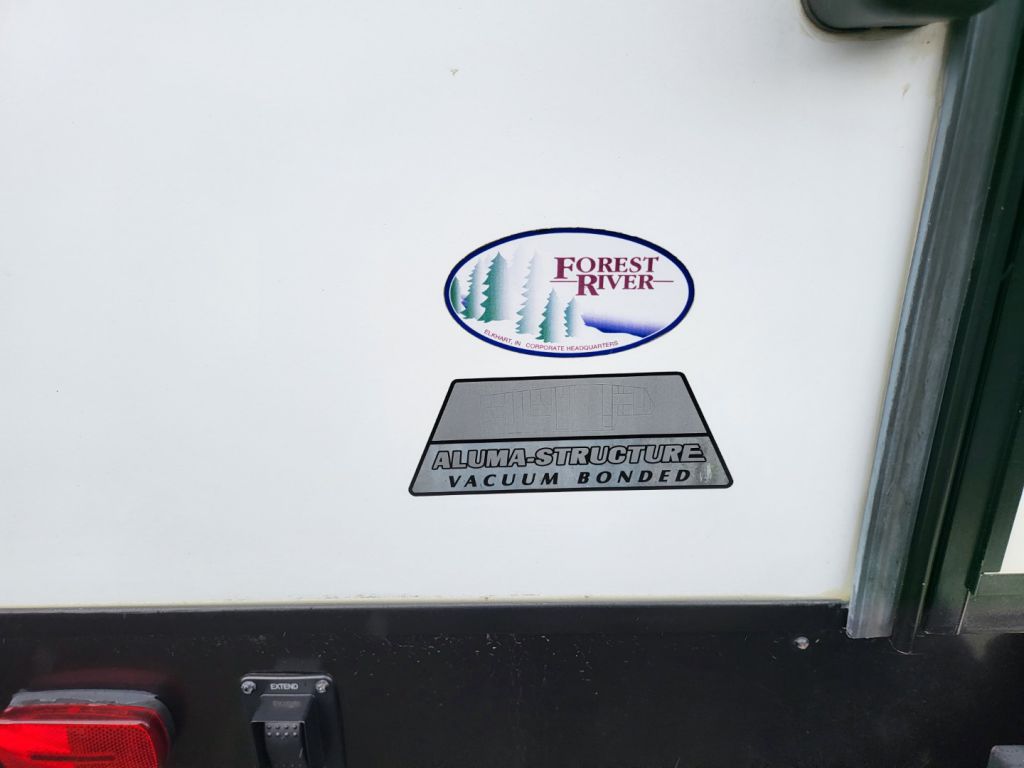 FOREST
RIVER
ELKHART, IN CORPORATE HEADQUARTERS
ALUMA-STRUCTURE
VACUUM BONDED
EXTEND